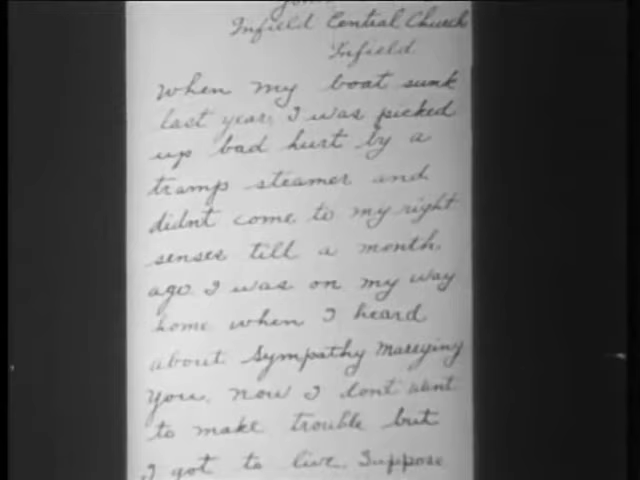 Infield Central Church
Infield.
When my boat sunk
last year, I was picked
up bad hurt by a
tramp steamer and
didnt come to my right
senses till a month
ago. I was on my way
home when I heard
about Sympathy marrying
you. now I dont want
to make trouble but
I got to live. Suppose